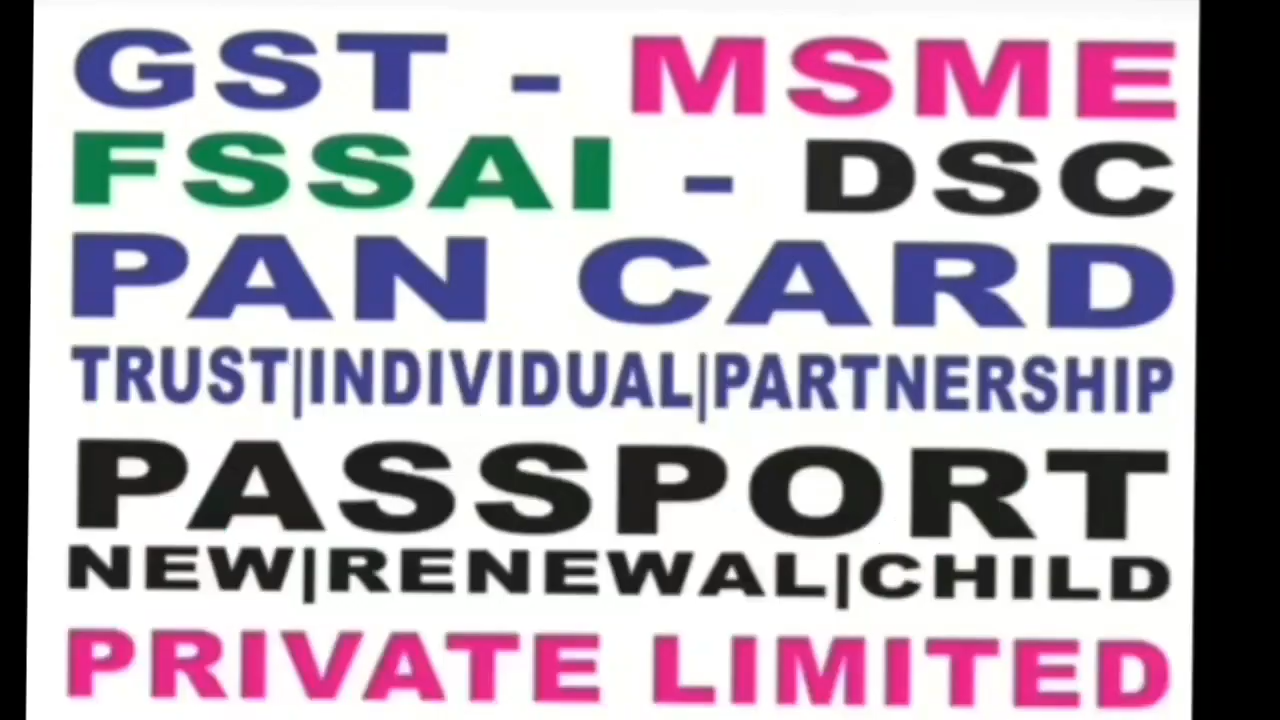 GST - MSME
FSSAI - DSC
PAN CARD
TRUST|INDIVIDUAL|PARTNERSHIP
PASSPORT
NEW|RENEWAL|CHILD
PRIVATE LIMITED